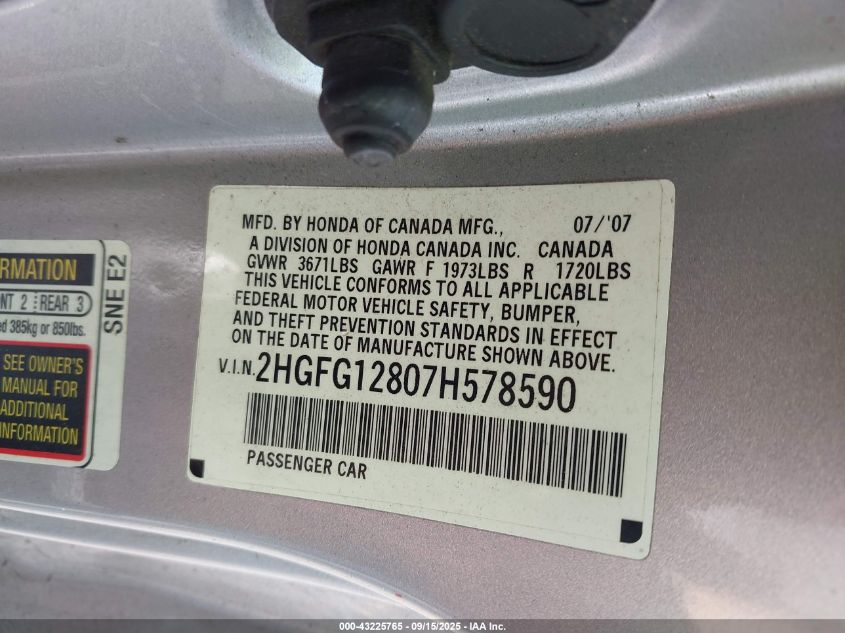 MFD. BY HONDA OF CANADA MFG., 07/'07
A DIVISION OF HONDA CANADA INC. CANADA
GVWR 3671LBS GAWR F 1973LBS R 1720LBS
THIS VEHICLE CONFORMS TO ALL APPLICABLE
FEDERAL MOTOR VEHICLE SAFETY, BUMPER,
AND THEFT PREVENTION STANDARDS IN EFFECT
ON THE DATE OF MANUFACTURE SHOWN ABOVE.
V.I.N. 2HGFG12807H578590
PASSENGER CAR
RMATION
NT 2 REAR 3
ed 385kg or 850lbs.
SEE OWNER'S
MANUAL FOR
ADDITIONAL
INFORMATION
SNE E2
000-43225765 - 09/15/2025 - IAA Inc.